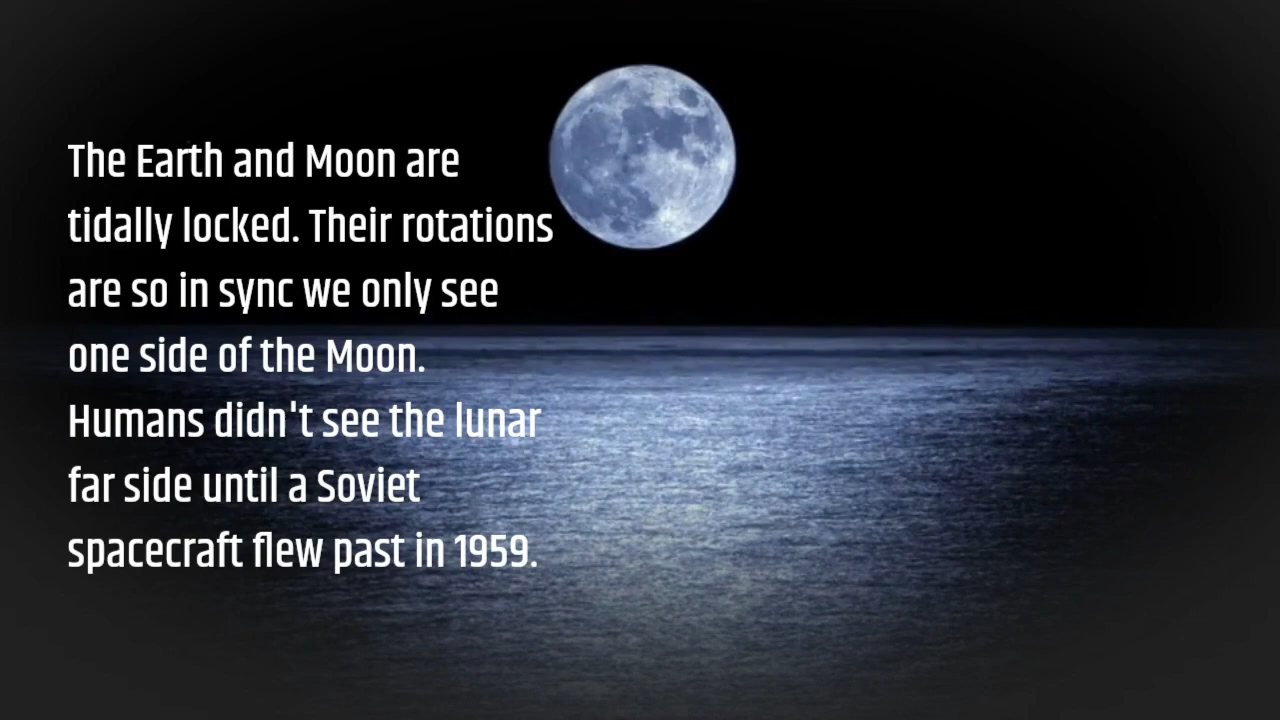 The Earth and Moon are
tidally locked. Their rotations
are so in sync we only see
one side of the Moon.
Humans didn't see the lunar
far side until a Soviet
spacecraft flew past in 1959.